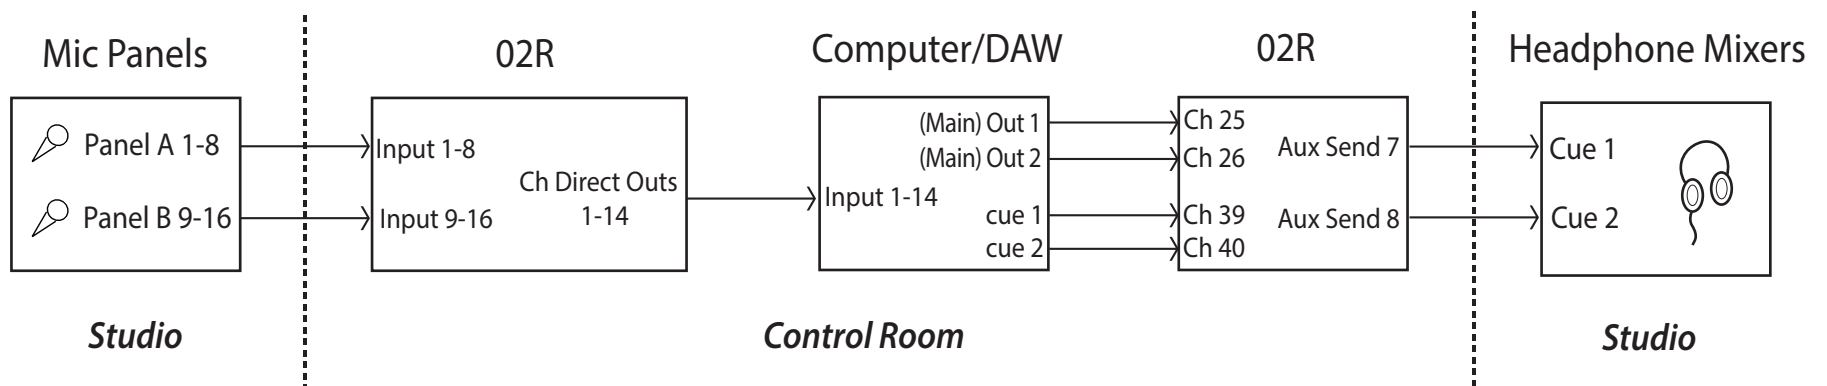 Mic Panels
Panel A 1-8
Panel B 9-16
Studio
02R
Input 1-8
Input 9-16
Ch Direct Outs
1-14
Computer/DAW
Input 1-14
(Main) Out 1
(Main) Out 2
cue 1
cue 2
Control Room
02R
Ch 25
Ch 26
Ch 39
Ch 40
Aux Send 7
Aux Send 8
Headphone Mixers
Cue 1
Cue 2
Studio